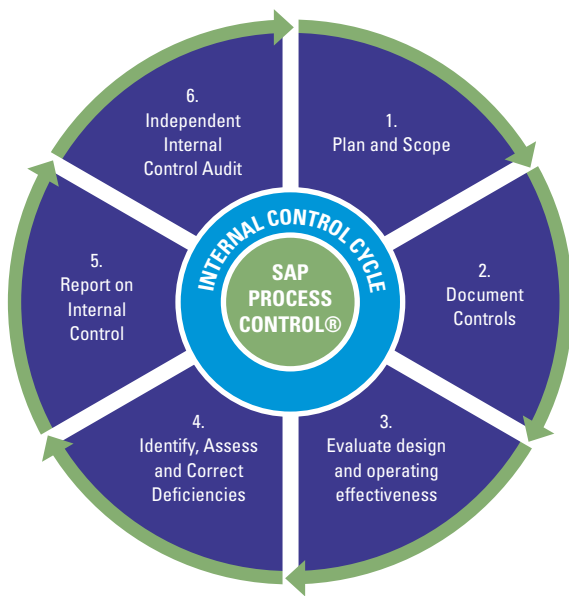 6.
Independent
Internal
Control Audit
1.
Plan and Scope
INTERNAL CONTROL CYCLE
5.
Report on
Internal
Control
SAP
PROCESS
CONTROL®
2.
Document
Controls
4.
Identify, Assess
and Correct
Deficiencies
3.
Evaluate design
and operating
effectiveness